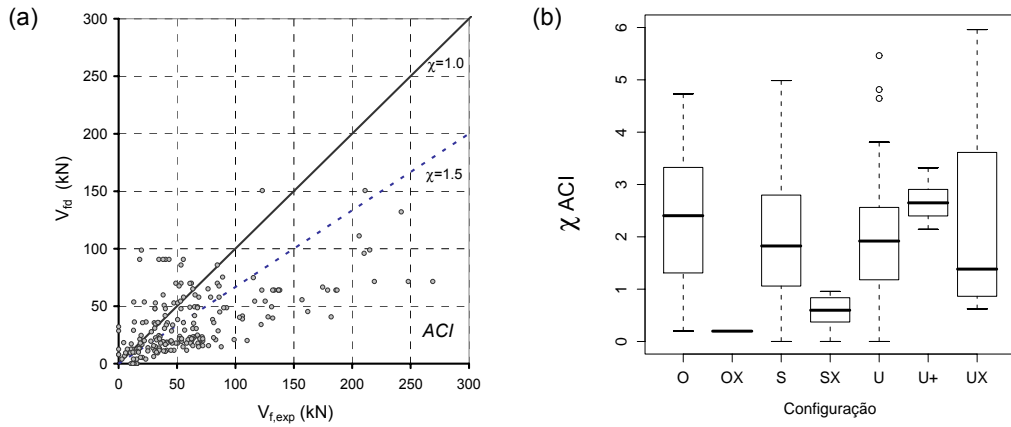 (a)
300
250
200
150
100
50
0
V_fd (kN)
χ=1.0
χ=1.5
ACI
0 50 100 150 200 250 300
V_f,exp (kN)
(b)
6
5
4
3
2
1
0
χ ACI
O OX S SX U U+ UX
Configuração